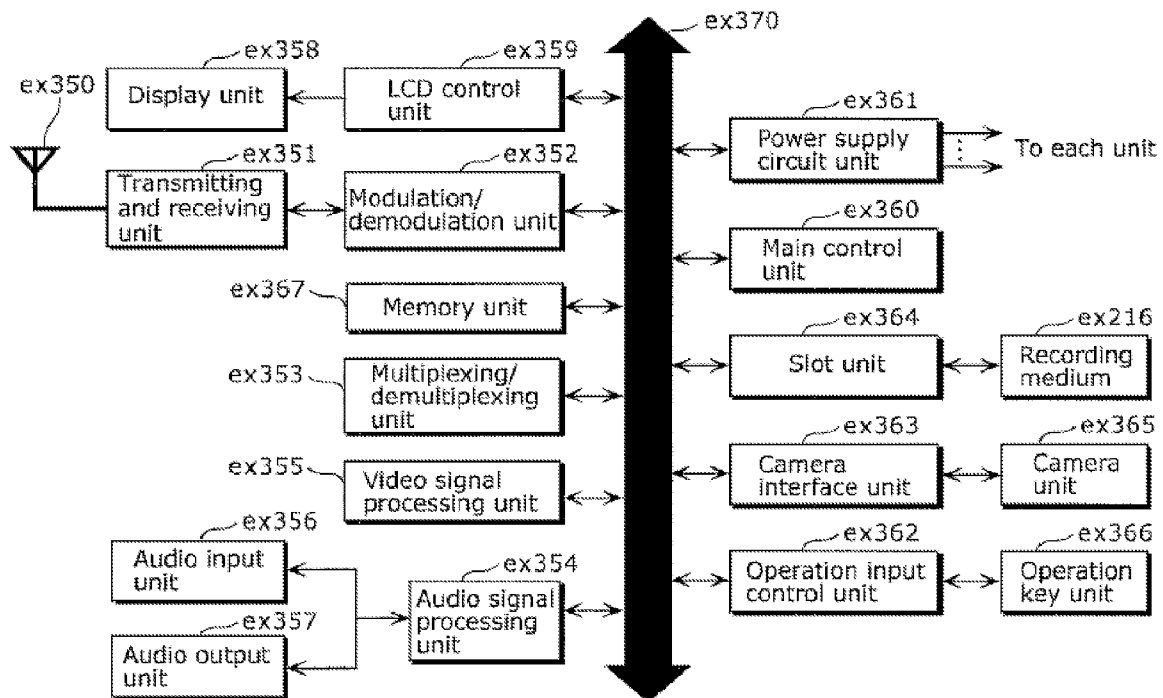 ex370
ex358
ex359
ex350
Display unit
LCD control
unit
ex361
Power supply
circuit unit
To each unit
ex351
ex352
Transmitting
and receiving
unit
Modulation/
demodulation unit
ex360
Main control
unit
ex367
Memory unit
ex364
ex216
Slot unit
Recording
medium
ex353
Multiplexing/
demultiplexing
unit
ex363
ex365
Camera
interface unit
Camera
unit
ex355
Video signal
processing unit
ex356
ex362
ex366
Audio input
unit
ex354
Operation input
control unit
Operation
key unit
Audio signal
processing
unit
ex357
Audio output
unit